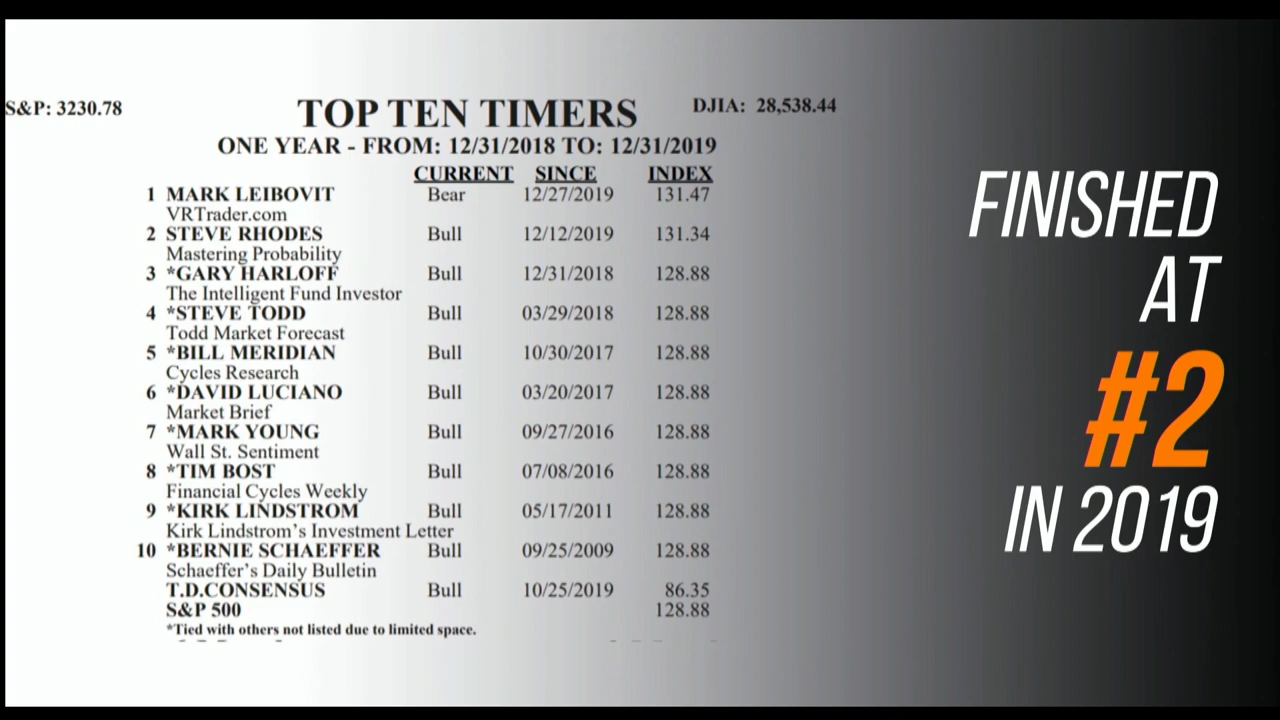 S&P: 3230.78
TOP TEN TIMERS
DJIA: 28,538.44
ONE YEAR - FROM: 12/31/2018 TO: 12/31/2019
CURRENT SINCE INDEX
1 MARK LEIBOVIT Bear 12/27/2019 131.47
VRTrader.com
2 STEVE RHODES Bull 12/12/2019 131.34
Mastering Probability
3 *GARY HARLOFF Bull 12/31/2018 128.88
The Intelligent Fund Investor
4 *STEVE TODD Bull 03/29/2018 128.88
Todd Market Forecast
5 *BILL MERIDIAN Bull 10/30/2017 128.88
Cycles Research
6 *DAVID LUCIANO Bull 03/20/2017 128.88
Market Brief
7 *MARK YOUNG Bull 09/27/2016 128.88
Wall St. Sentiment
8 *TIM BOST Bull 07/08/2016 128.88
Financial Cycles Weekly
9 *KIRK LINDSTROM Bull 05/17/2011 128.88
Kirk Lindstrom's Investment Letter
10 *BERNIE SCHAEFFER Bull 09/25/2009 128.88
Schaeffer's Daily Bulletin
T.D.CONSENSUS Bull 10/25/2019 86.35
S&P 500 128.88
*Tied with others not listed due to limited space.
FINISHED
AT
#2
IN 2019